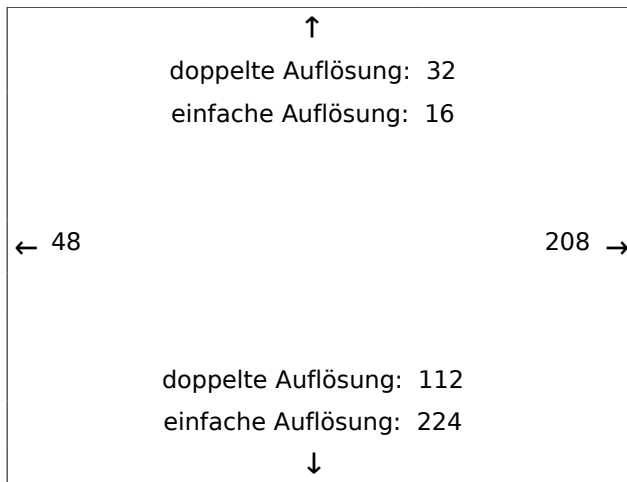 ↑
doppelte Auflösung: 32
einfache Auflösung: 16
← 48 208 →
doppelte Auflösung: 112
einfache Auflösung: 224
↓